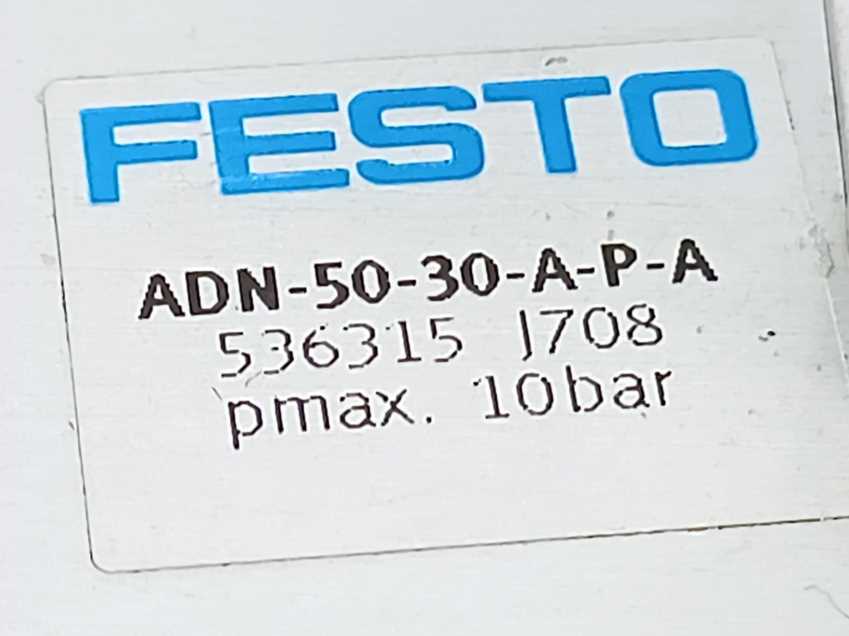 FESTO
ADN-50-30-A-P-A
536315 J708
pmax. 10bar